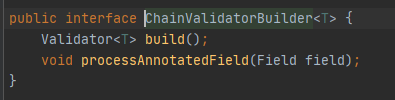 public interface ChainValidatorBuilder<T> {
    Validator<T> build();
    void processAnnotatedField(Field field);
}